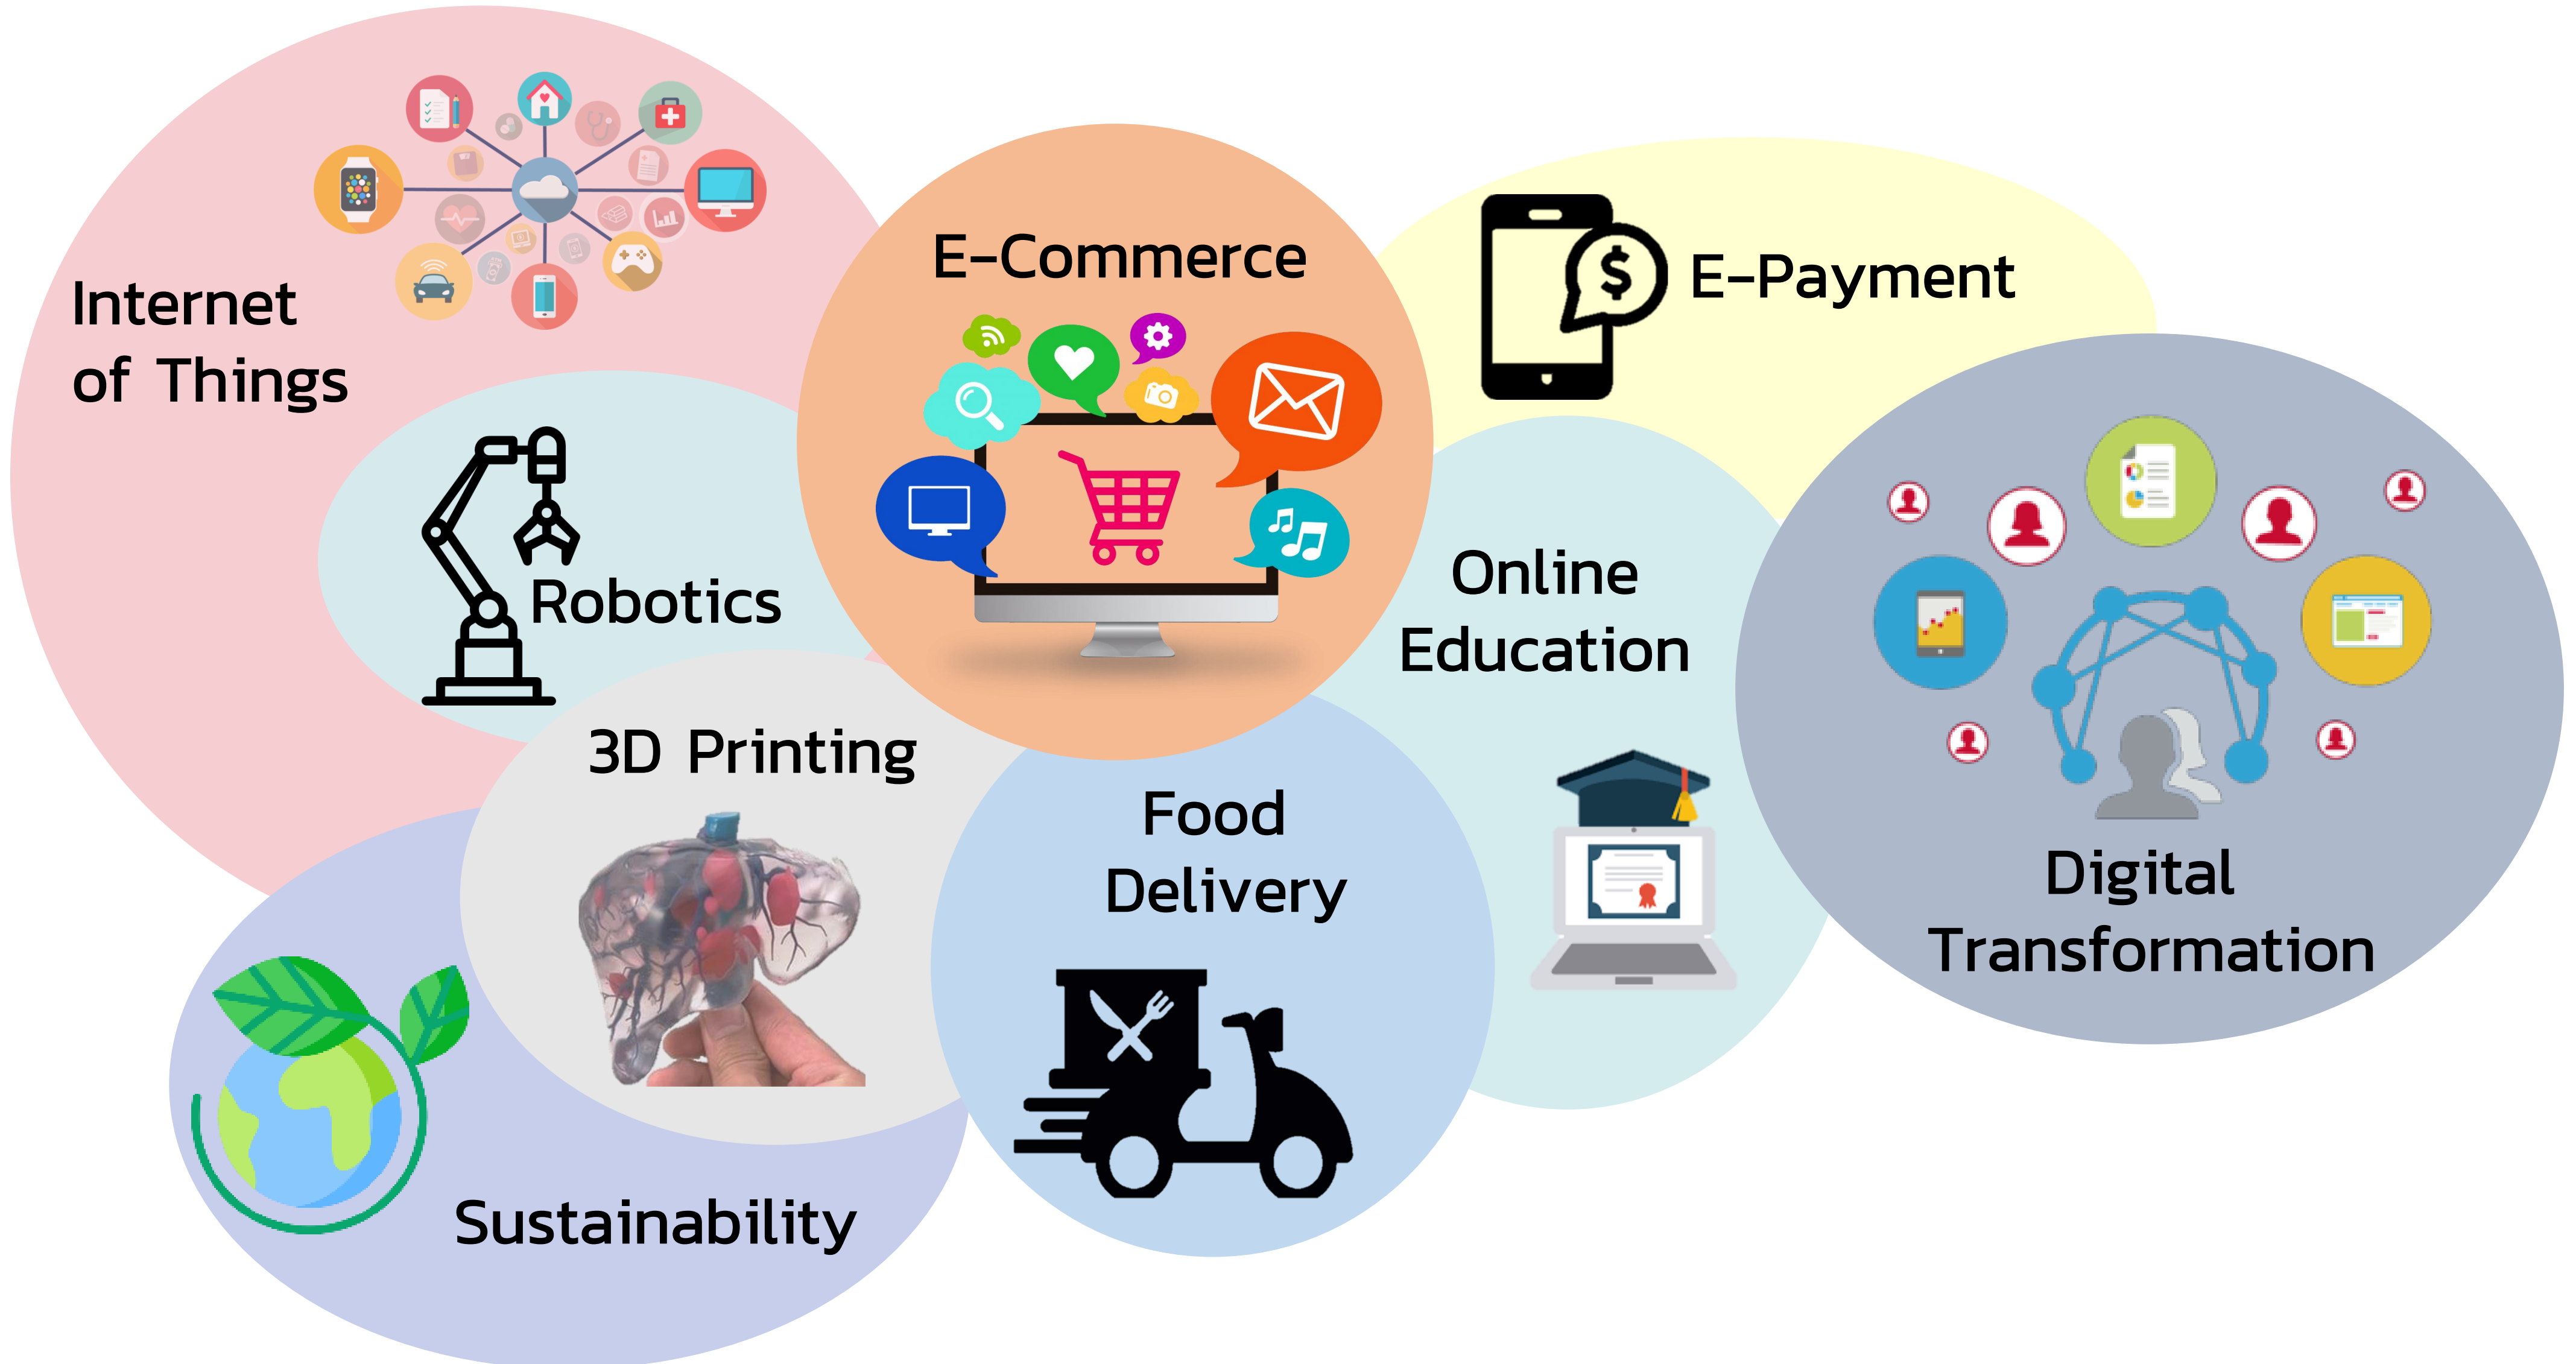 Internet
of Things
E-Commerce
E-Payment
Robotics
Online
Education
3D Printing
Food
Delivery
Digital
Transformation
Sustainability
$